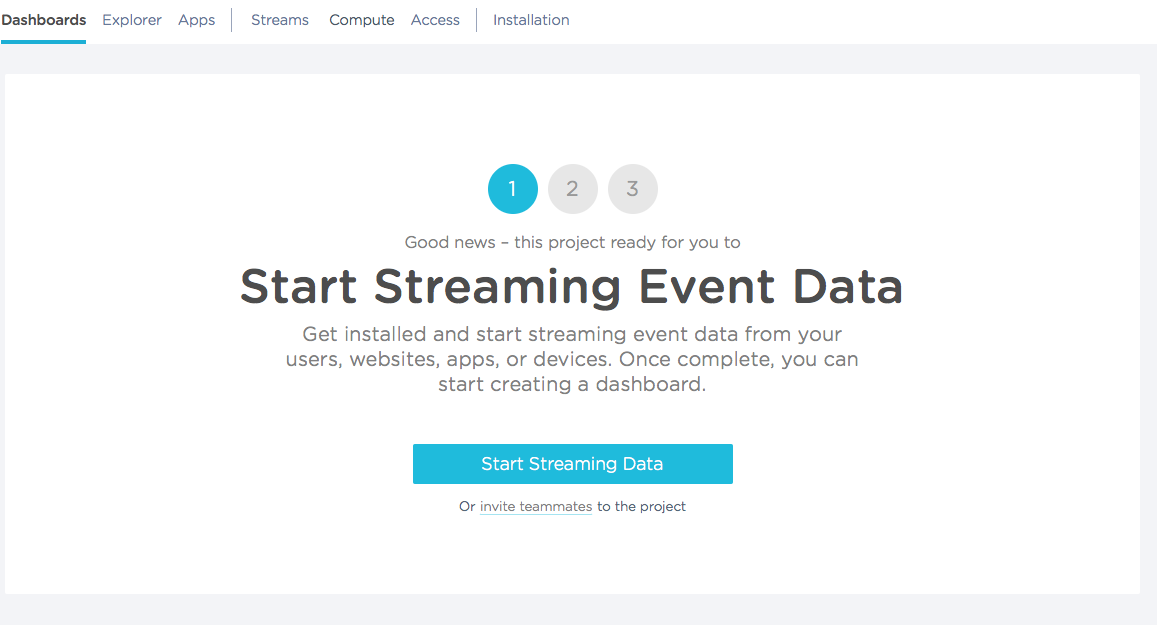 Dashboards Explorer Apps Streams Compute Access Installation
1 2 3
Good news – this project ready for you to
Start Streaming Event Data
Get installed and start streaming event data from your
users, websites, apps, or devices. Once complete, you can
start creating a dashboard.
Start Streaming Data
Or invite teammates to the project